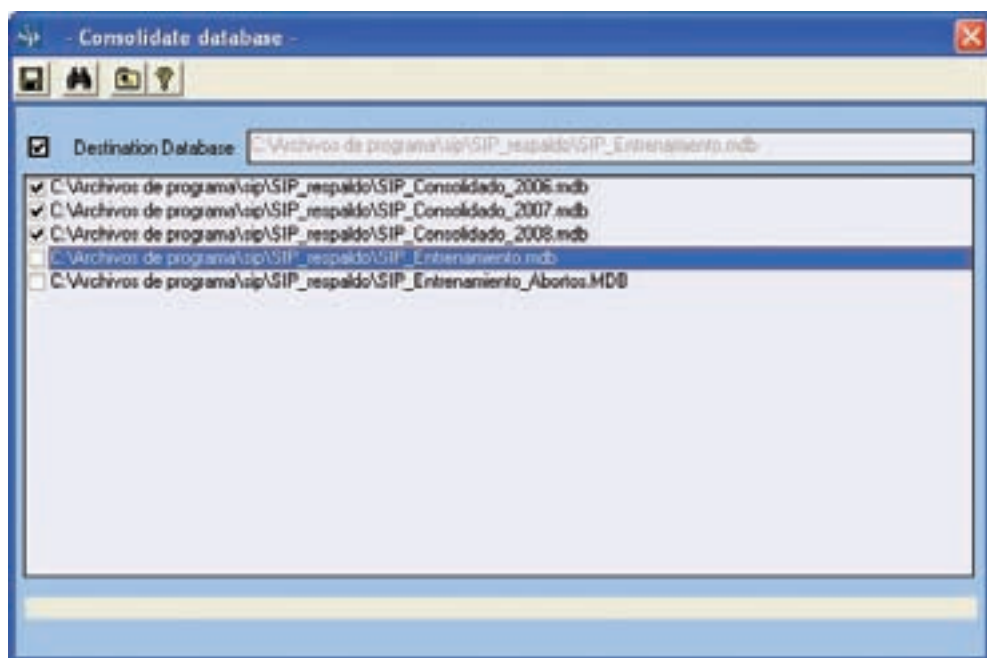 sip - Consolidate database -
Destination Database C:\Archivos de programa\sip\SIP_respaldo\SIP_Entrenamiento.mdb
C:\Archivos de programa\sip\SIP_respaldo\SIP_Consolidado_2006.mdb
C:\Archivos de programa\sip\SIP_respaldo\SIP_Consolidado_2007.mdb
C:\Archivos de programa\sip\SIP_respaldo\SIP_Consolidado_2008.mdb
C:\Archivos de programa\sip\SIP_respaldo\SIP_Entrenamiento.mdb
C:\Archivos de programa\sip\SIP_respaldo\SIP_Entrenamiento_Abortos.MDB